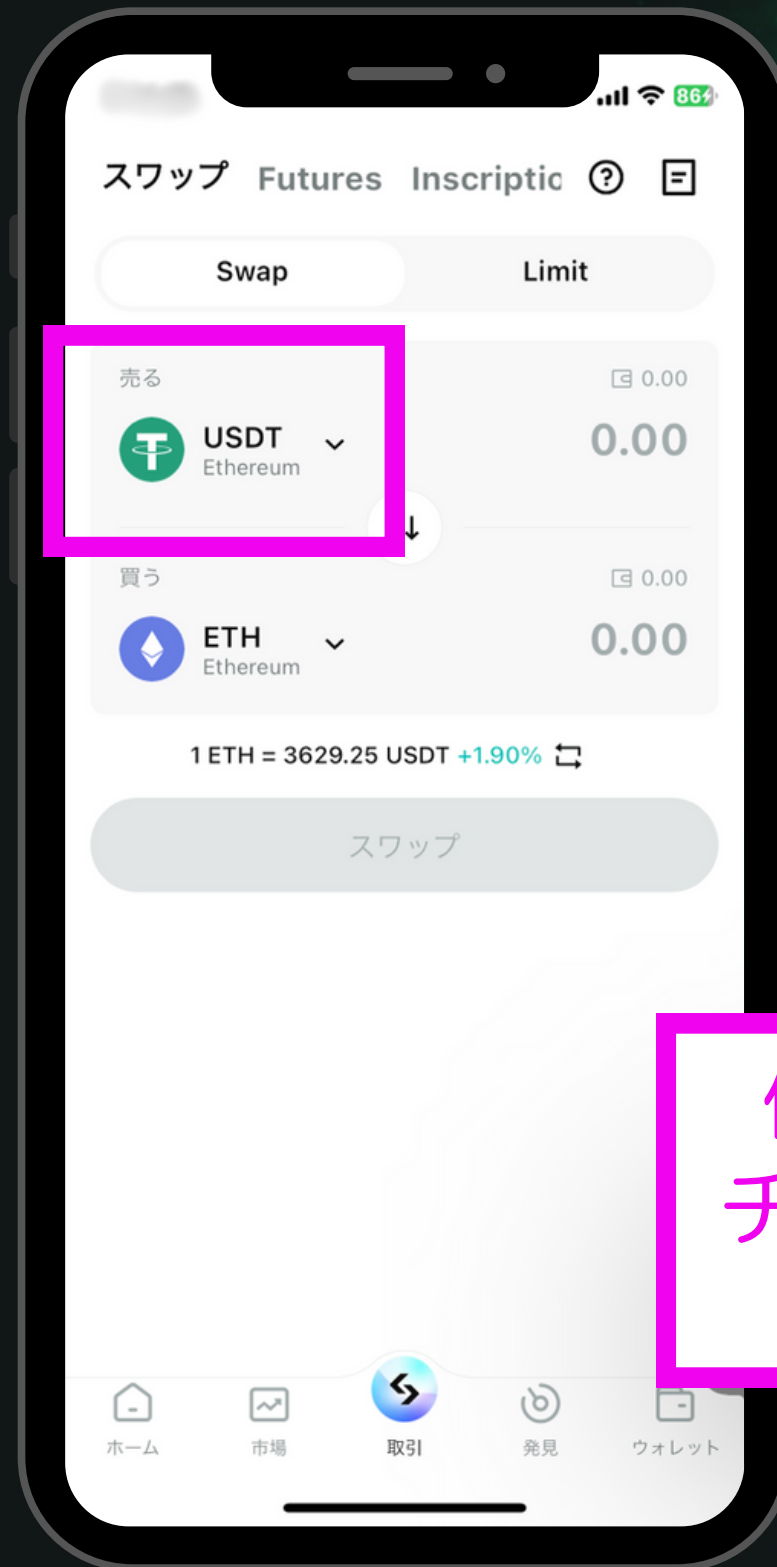 86
スワップ Futures Inscriptio
Swap Limit
売る 0.00
USDT 0.00
Ethereum
買う 0.00
ETH 0.00
Ethereum
1 ETH = 3629.25 USDT +1.90%
スワップ
チ
ホーム 市場 取引 発見 ウォレット